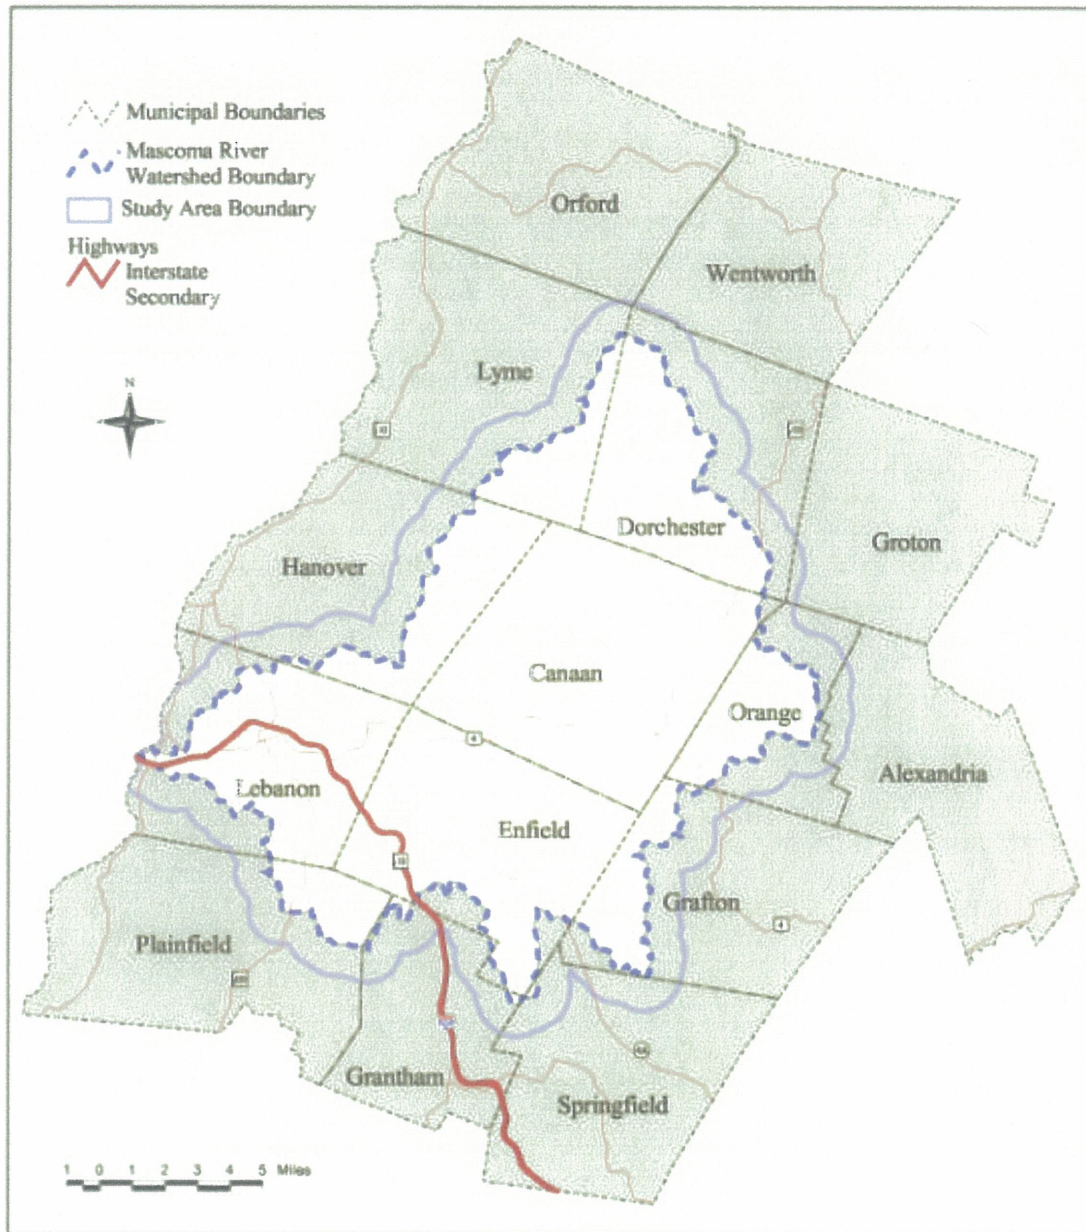 Municipal Boundaries
Mascoma River
Watershed Boundary
Study Area Boundary
Highways
Interstate
Secondary
N
Orford
Wentworth
Lyme
10
Dorchester
Groton
Hanover
Canaan
Orange
4
Alexandria
Lebanon
Enfield
Grafton
4
Plainfield
Grantham
Springfield
1 0 1 2 3 4 5 Miles